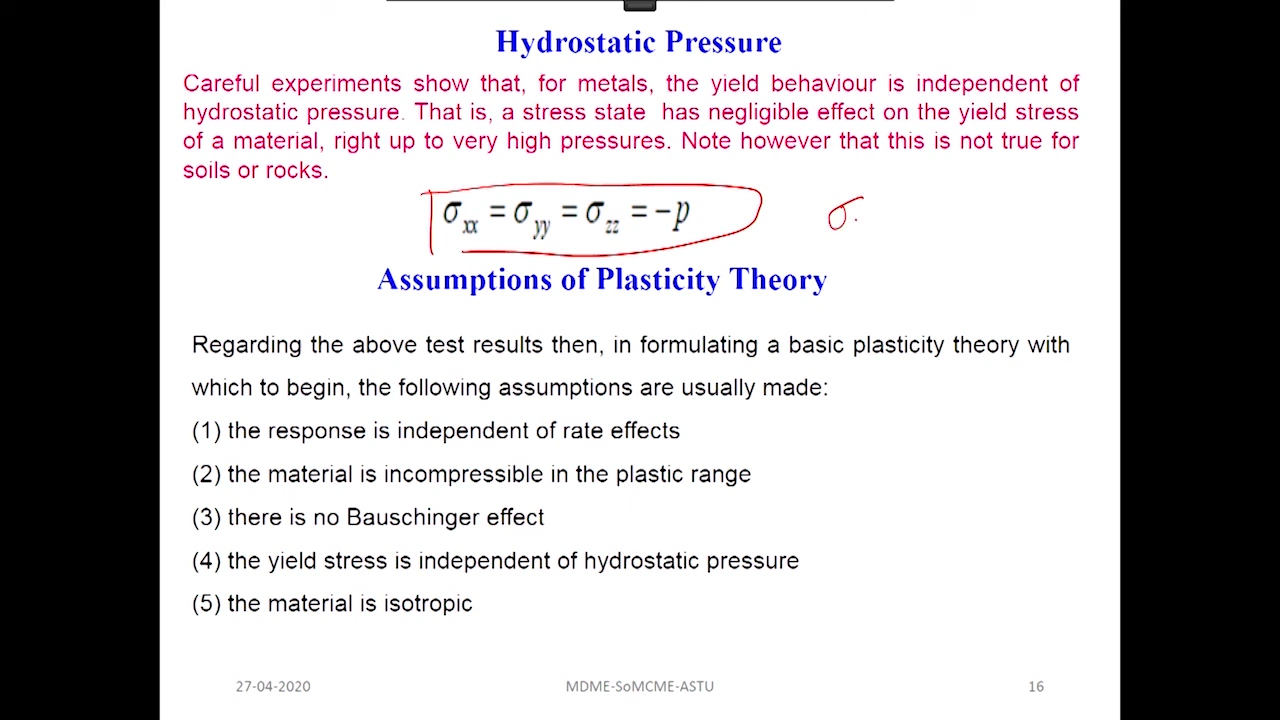 Hydrostatic Pressure
Careful experiments show that, for metals, the yield behaviour is independent of
hydrostatic pressure. That is, a stress state has negligible effect on the yield stress
of a material, right up to very high pressures. Note however that this is not true for
soils or rocks.
σxx = σyy = σzz = −p
σ.
Assumptions of Plasticity Theory
Regarding the above test results then, in formulating a basic plasticity theory with
which to begin, the following assumptions are usually made:
(1) the response is independent of rate effects
(2) the material is incompressible in the plastic range
(3) there is no Bauschinger effect
(4) the yield stress is independent of hydrostatic pressure
(5) the material is isotropic
27-04-2020
MDME-SoMCME-ASTU
16